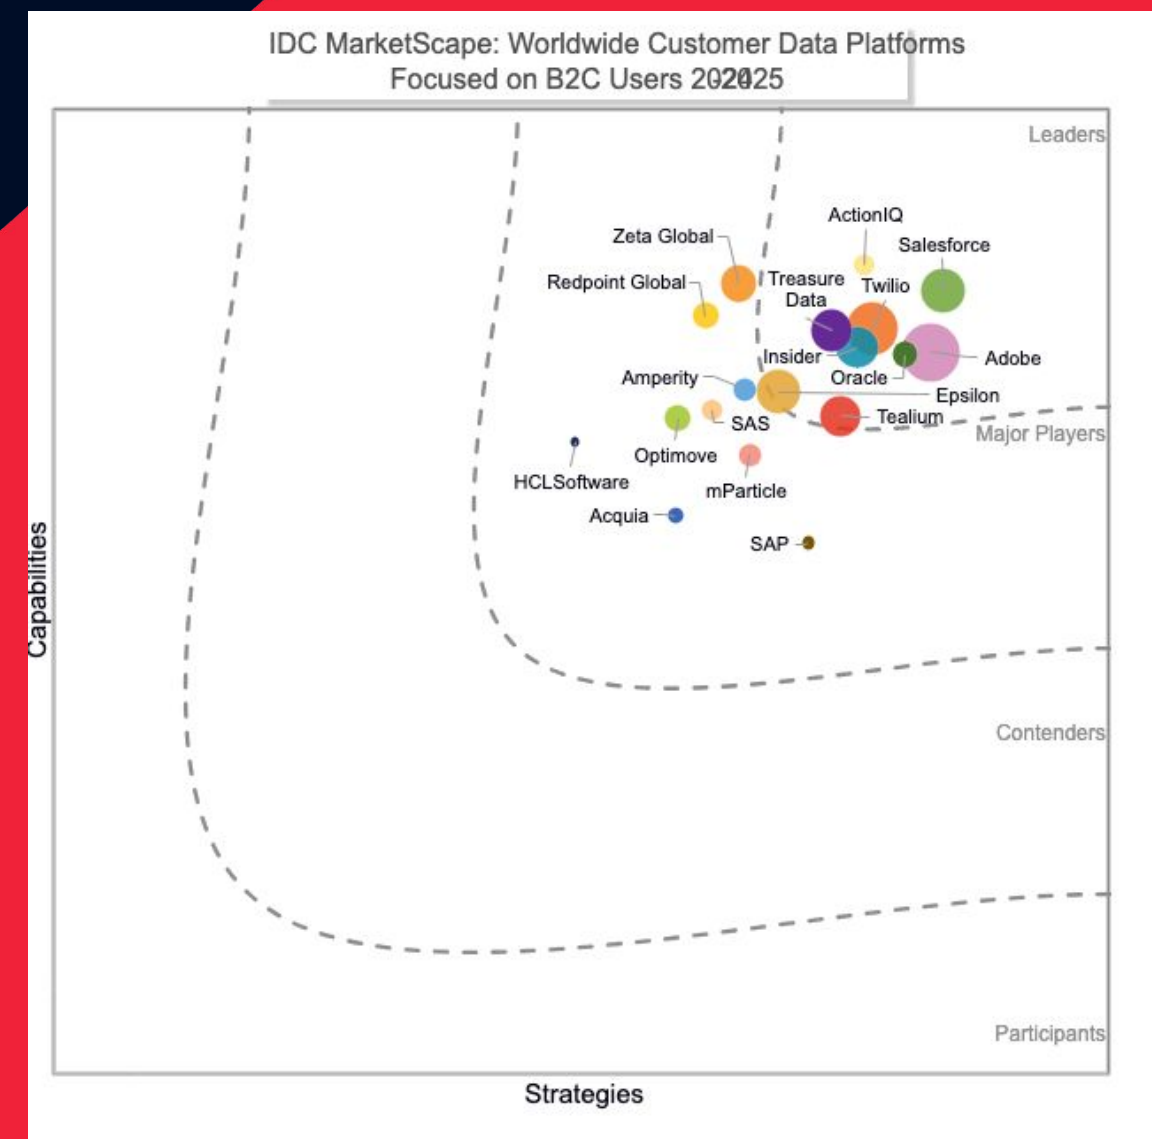 IDC MarketScape: Worldwide Customer Data Platforms
Focused on B2C Users 2024-2025
Leaders
ActionIQ
Zeta Global
Salesforce
Redpoint Global
Treasure
Data
Twilio
Insider
Adobe
Oracle
Amperity
Epsilon
SAS
Tealium
Major Players
Optimove
HCLSoftware
mParticle
Acquia
SAP
Capabilities
Contenders
Participants
Strategies